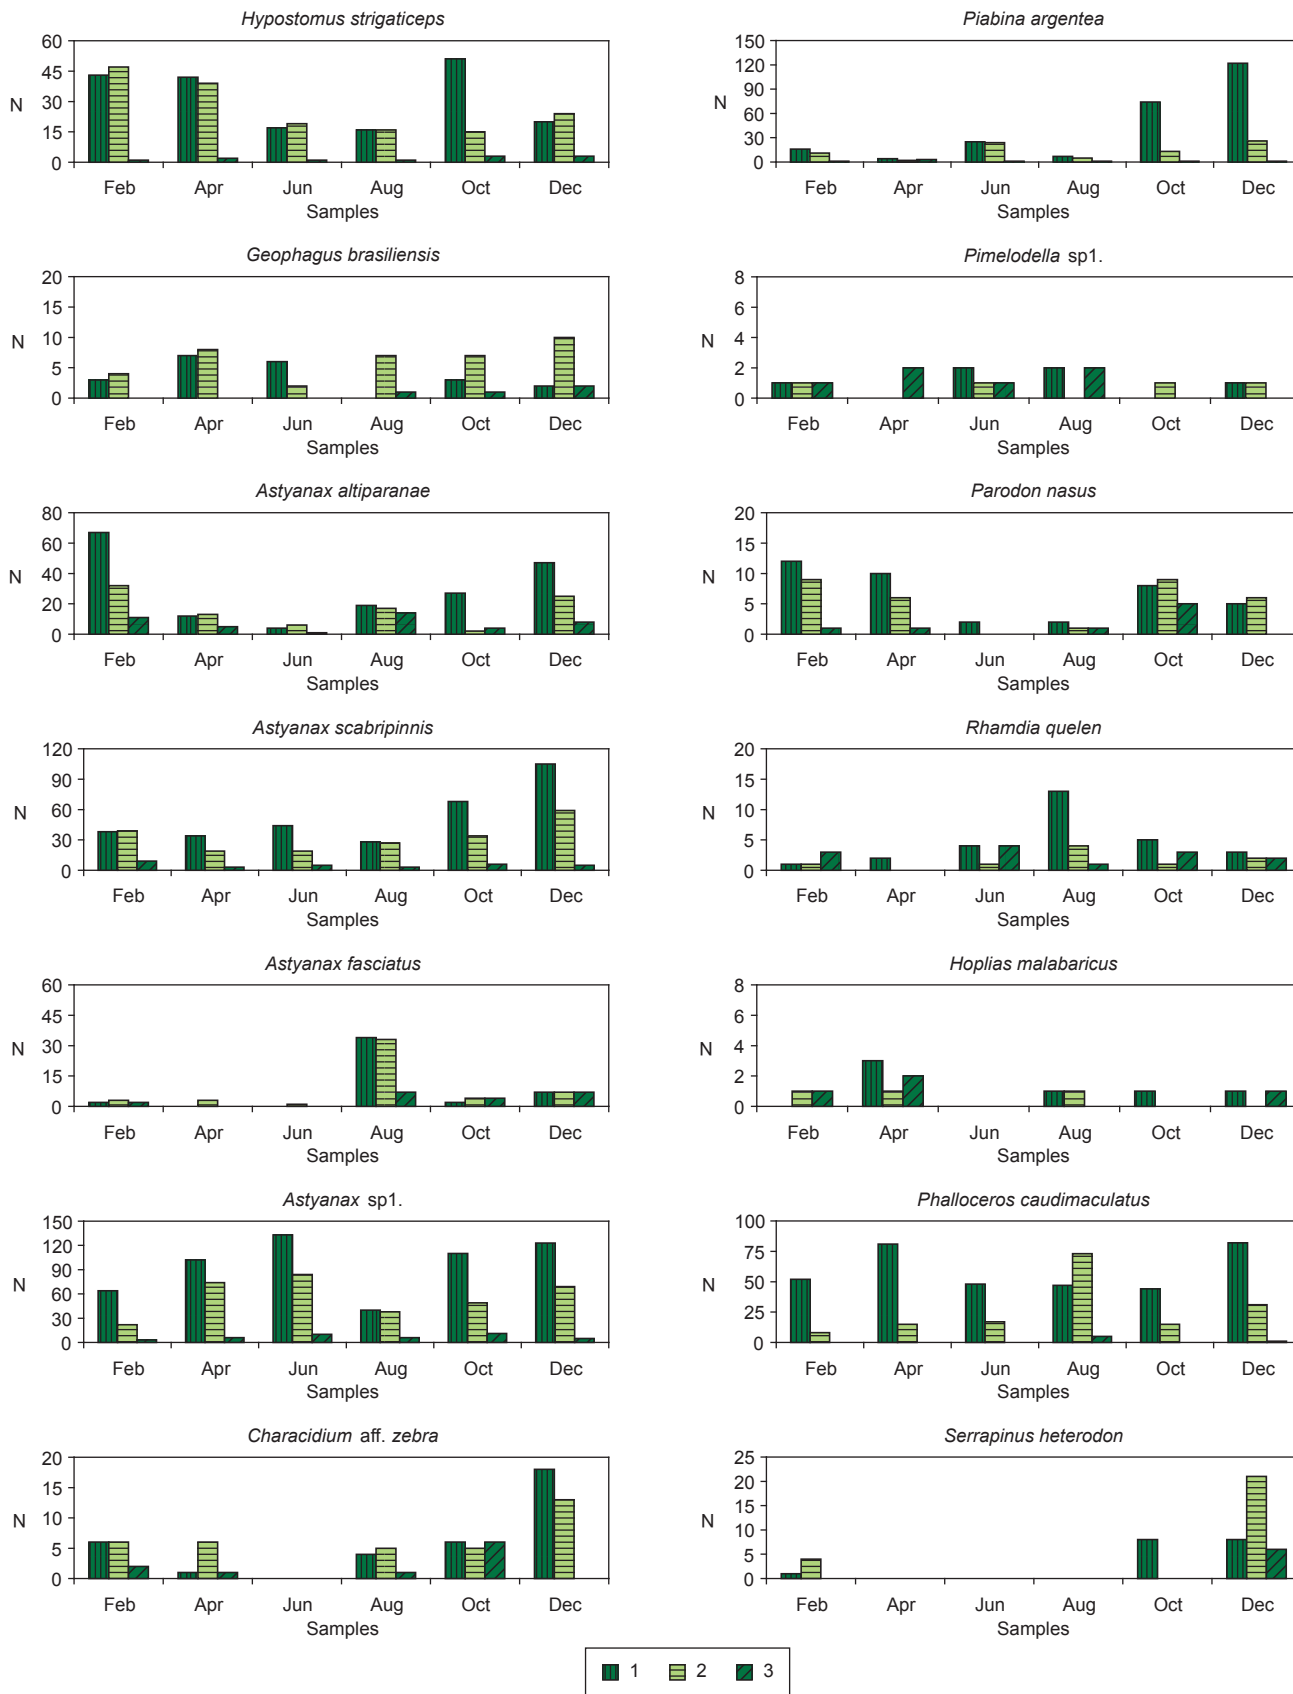 Hypostomus strigaticeps
60
45
30
15
0
N
Feb Apr Jun Aug Oct Dec
Samples
Piabina argentea
150
120
90
60
30
0
N
Feb Apr Jun Aug Oct Dec
Samples
Geophagus brasiliensis
20
15
10
5
0
N
Feb Apr Jun Aug Oct Dec
Samples
Pimelodella sp1.
8
6
4
2
0
N
Feb Apr Jun Aug Oct Dec
Samples
Astyanax altiparanae
80
60
40
20
0
N
Feb Apr Jun Aug Oct Dec
Samples
Parodon nasus
20
15
10
5
0
N
Feb Apr Jun Aug Oct Dec
Samples
Astyanax scabripinnis
120
90
60
30
0
N
Feb Apr Jun Aug Oct Dec
Samples
Rhamdia quelen
20
15
10
5
0
N
Feb Apr Jun Aug Oct Dec
Samples
Astyanax fasciatus
60
45
30
15
0
N
Feb Apr Jun Aug Oct Dec
Samples
Hoplias malabaricus
8
6
4
2
0
N
Feb Apr Jun Aug Oct Dec
Samples
Astyanax sp1.
150
120
90
60
30
0
N
Feb Apr Jun Aug Oct Dec
Samples
Phalloceros caudimaculatus
100
75
50
25
0
N
Feb Apr Jun Aug Oct Dec
Samples
Characidium aff. zebra
20
15
10
5
0
N
Feb Apr Jun Aug Oct Dec
Samples
Serrapinus heterodon
25
20
15
10
5
0
N
Feb Apr Jun Aug Oct Dec
Samples
1 2 3